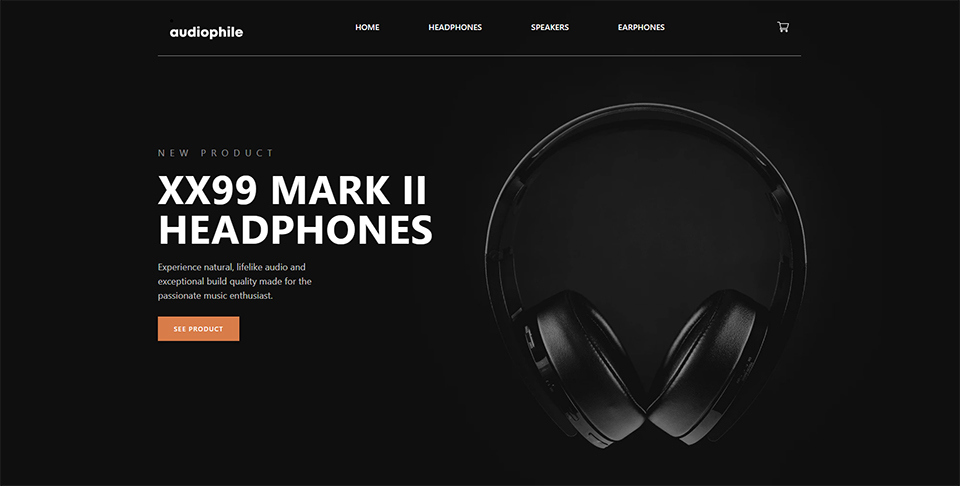 audiophile
HOME
HEADPHONES
SPEAKERS
EARPHONES
NEW PRODUCT
XX99 MARK II
HEADPHONES
Experience natural, lifelike audio and
exceptional build quality made for the
passionate music enthusiast.
SEE PRODUCT